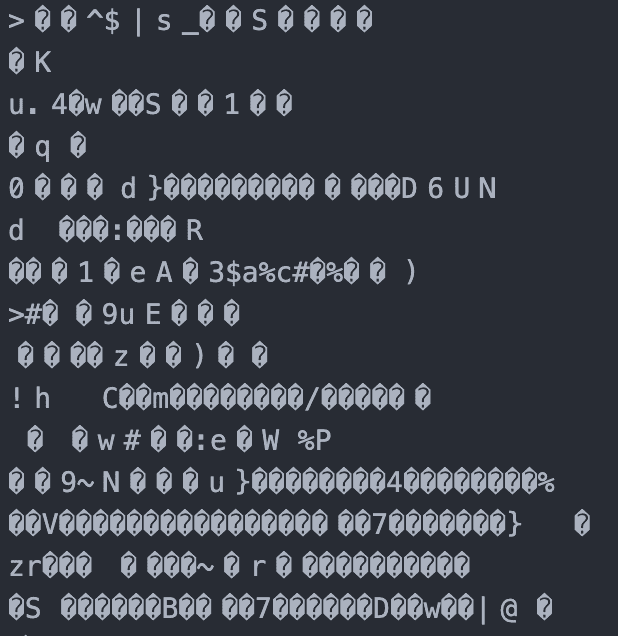 > � � ^$ | s _� � S � � � �
� K
u. 4�w ��S � � 1 � �
� q �
0 � � � d }��������� � ���D 6 U N
d ���:��� R
�� � 1 � e A � 3$a%c#�%� � )
>#� � 9u E � � �
� � �� z � � ) � �
! h C��m��������/����� �
� � w # � �:e � W %P
� � 9~ N � � � u }��������4��������%
��V���������������� ��7�������} �
zr��� � ���~ � r � ����������
�S ������B�� ��7������D��w��| @ �